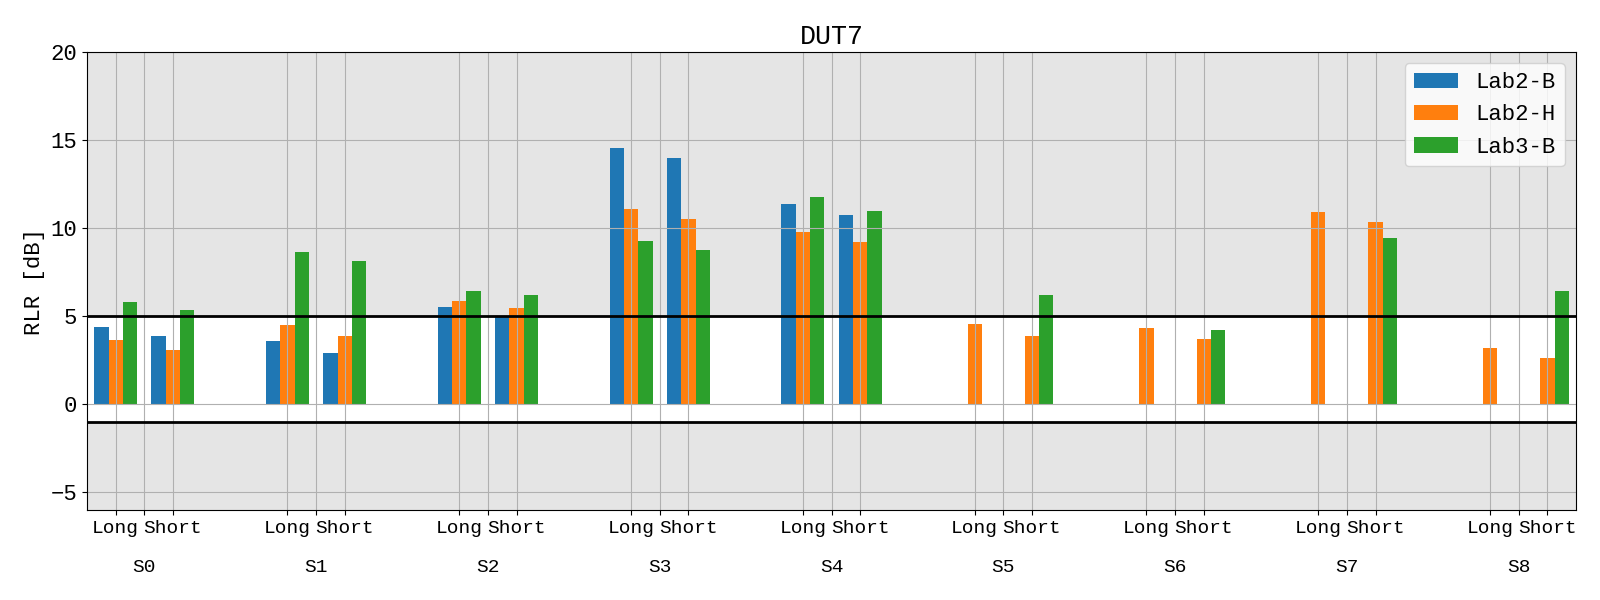 DUT7
RLR [dB]
20
15
10
5
0
−5
Lab2-B
Lab2-H
Lab3-B
Long Short Long Short Long Short Long Short Long Short Long Short Long Short Long Short Long Short
S0 S1 S2 S3 S4 S5 S6 S7 S8